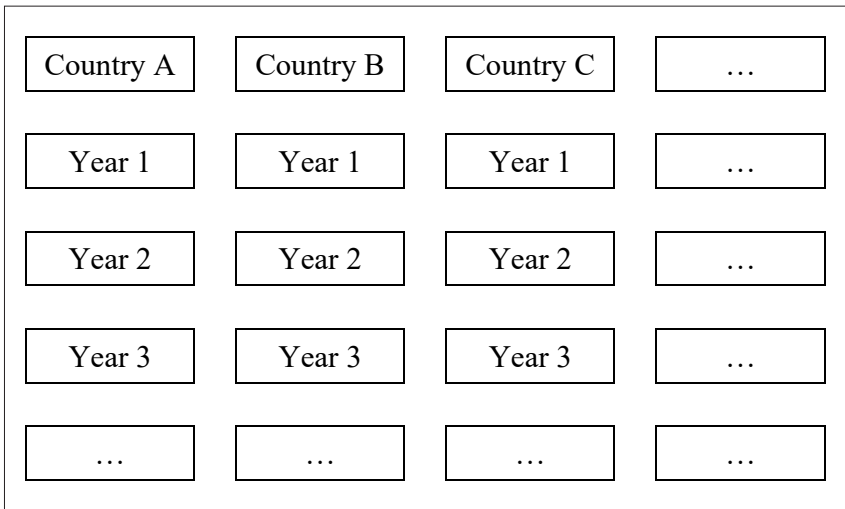 Country A Country B Country C …
Year 1 Year 1 Year 1 …
Year 2 Year 2 Year 2 …
Year 3 Year 3 Year 3 …
… … … …